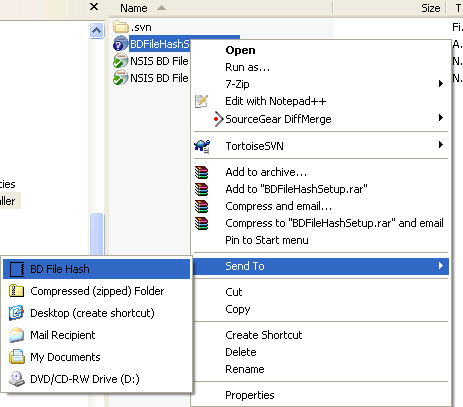 Name Size T
.svn Fi.
BDFileHashS A.
NSIS BD File N.
NSIS BD File N.
Open
Run as...
7-Zip
Edit with Notepad++
SourceGear DiffMerge
TortoiseSVN
Add to archive...
Add to "BDFileHashSetup.rar"
Compress and email...
Compress to "BDFileHashSetup.rar" and email
Pin to Start menu
Send To
Cut
Copy
Create Shortcut
Delete
Rename
Properties
cies
aller
BD File Hash
Compressed (zipped) Folder
Desktop (create shortcut)
Mail Recipient
My Documents
DVD/CD-RW Drive (D:)